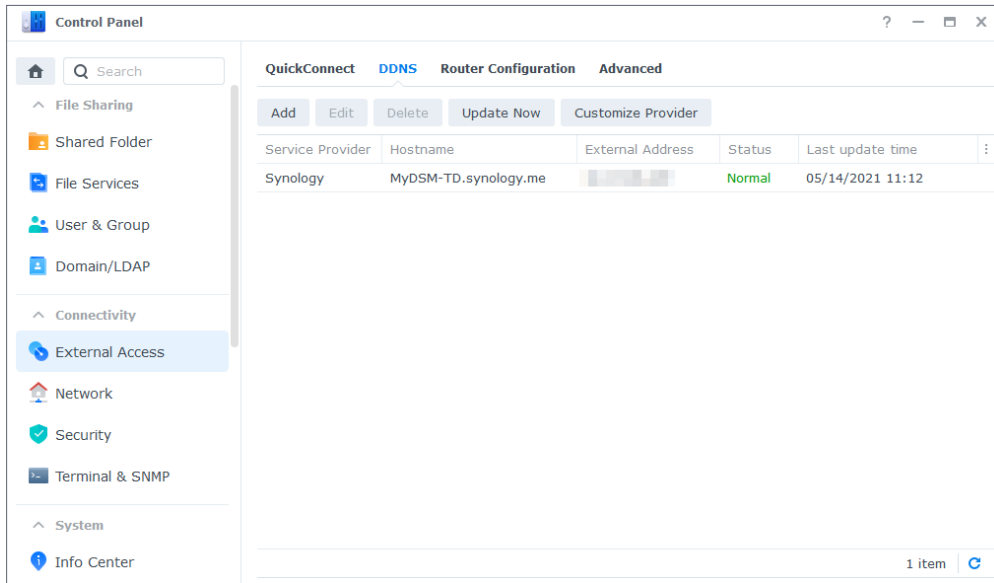 Control Panel
?
Search
File Sharing
Shared Folder
File Services
User & Group
Domain/LDAP
Connectivity
External Access
Network
Security
Terminal & SNMP
System
Info Center
QuickConnect DDNS Router Configuration Advanced
Add Edit Delete Update Now Customize Provider
Service Provider Hostname External Address Status Last update time
Synology MyDSM-TD.synology.me Normal 05/14/2021 11:12
1 item